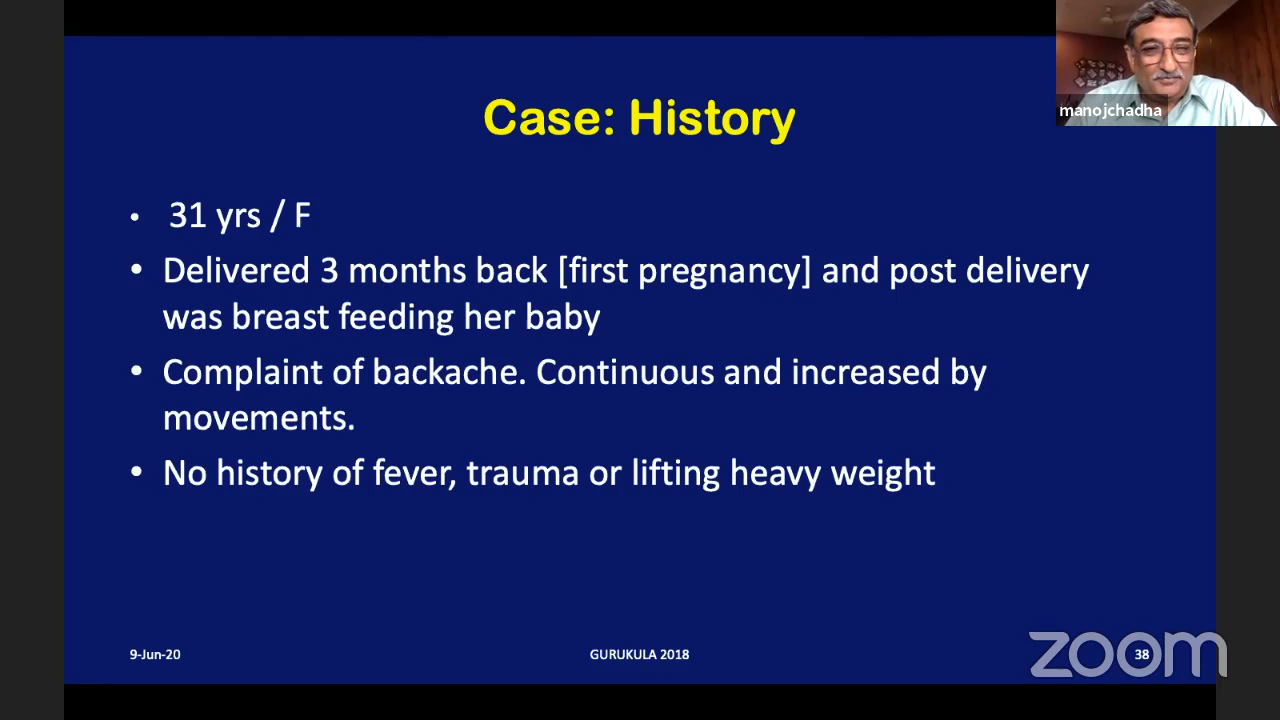 manojchadha
Case: History
• 31 yrs / F
• Delivered 3 months back [first pregnancy] and post delivery
was breast feeding her baby
• Complaint of backache. Continuous and increased by
movements.
• No history of fever, trauma or lifting heavy weight
9-Jun-20
GURUKULA 2018
38
zoom